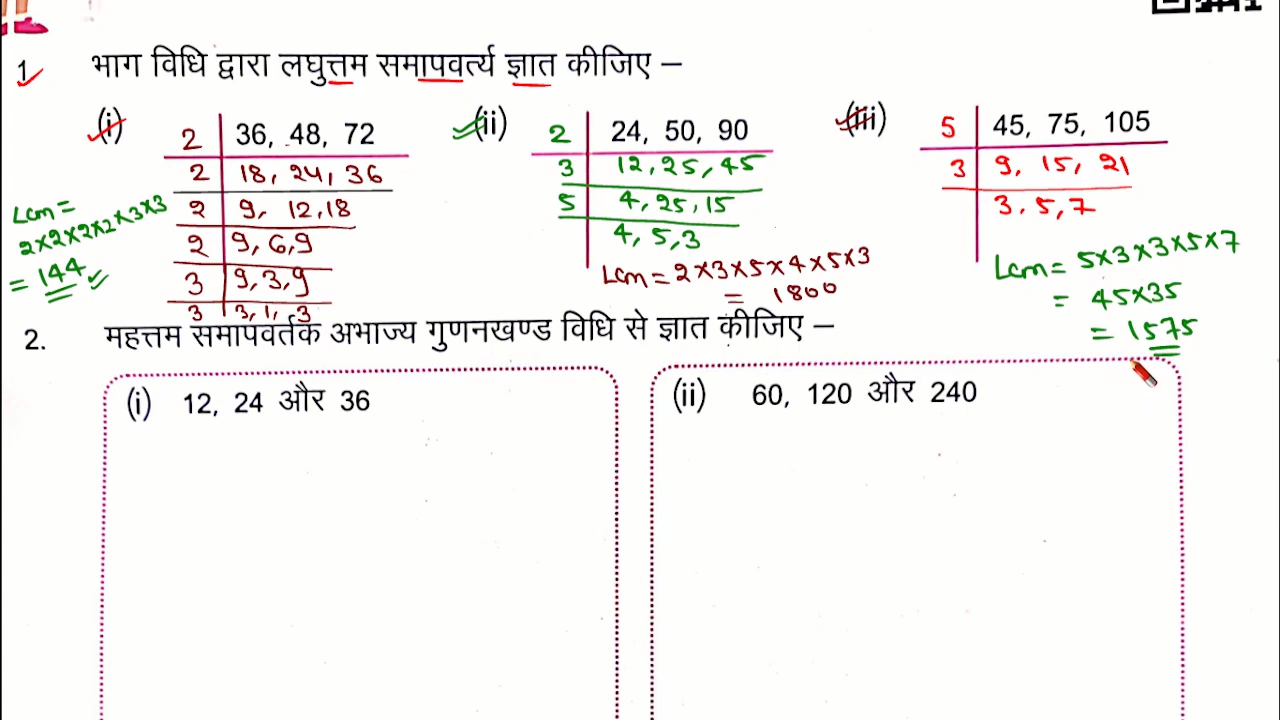 1 भाग विधि द्वारा लघुत्तम समापवर्त्य ज्ञात कीजिए –
(i)
2 36, 48, 72
2 18, 24, 36
2 9, 12, 18
2 9, 6, 9
3 9, 3, 9
3 3, 1, 3
Lcm =
2×2×2×2×3×3
= 144
(ii)
2 24, 50, 90
3 12, 25, 45
5 4, 25, 15
4, 5, 3
Lcm = 2×3×5×4×5×3
= 1800
(iii)
5 45, 75, 105
3 9, 15, 21
3, 5, 7
Lcm = 5×3×3×5×7
= 45×35
= 1575
2. महत्तम समापवर्तक अभाज्य गुणनखण्ड विधि से ज्ञात कीजिए –
(i) 12, 24 और 36
(ii) 60, 120 और 240